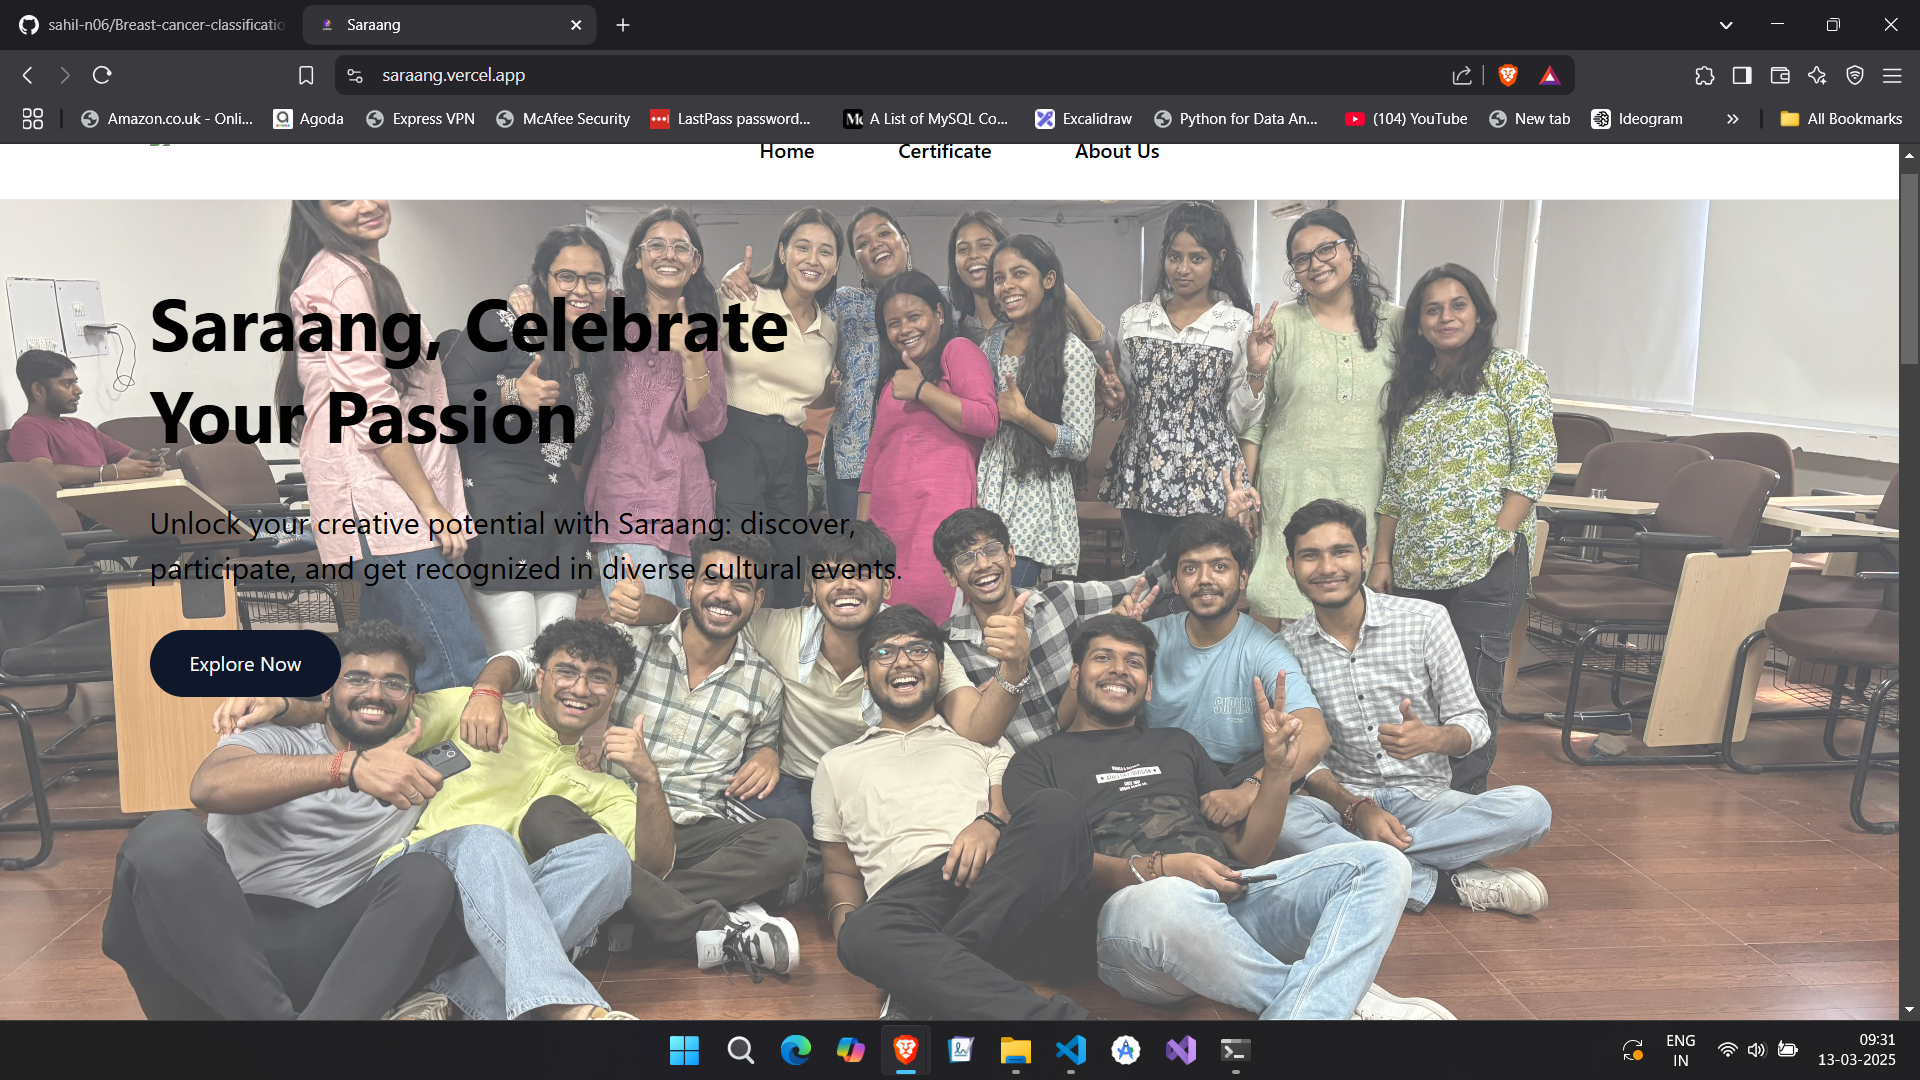 sahil-n06/Breast-cancer-classificatio
Saraang
saraang.vercel.app
Amazon.co.uk - Onli...
Agoda
Express VPN
McAfee Security
LastPass password...
A List of MySQL Co...
Excalidraw
Python for Data An...
(104) YouTube
New tab
Ideogram
All Bookmarks
Home
Certificate
About Us
Saraang, Celebrate
Your Passion
Unlock your creative potential with Saraang: discover,
participate, and get recognized in diverse cultural events.
Explore Now
ENG
IN
09:31
13-03-2025